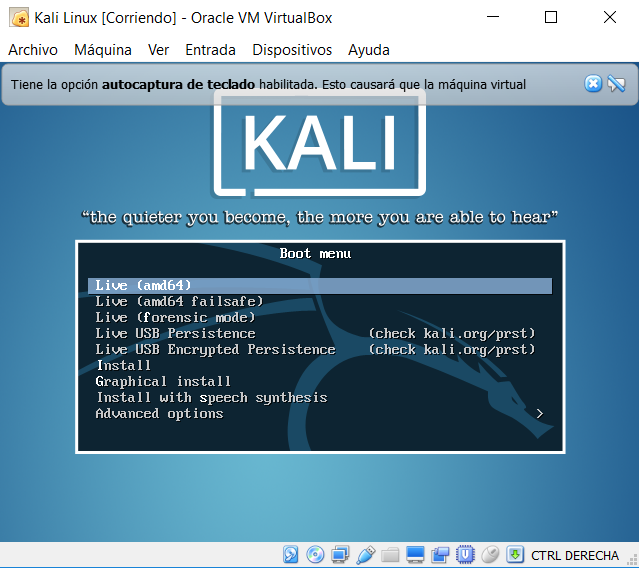 Kali Linux [Corriendo] - Oracle VM VirtualBox
Archivo Máquina Ver Entrada Dispositivos Ayuda
Tiene la opción autocaptura de teclado habilitada. Esto causará que la máquina virtual
KALI
“the quieter you become, the more you are able to hear”
Boot menu
Live (amd64)
Live (amd64 failsafe)
Live (forensic mode)
Live USB Persistence (check kali.org/prst)
Live USB Encrypted Persistence (check kali.org/prst)
Install
Graphical install
Install with speech synthesis
Advanced options >
CTRL DERECHA